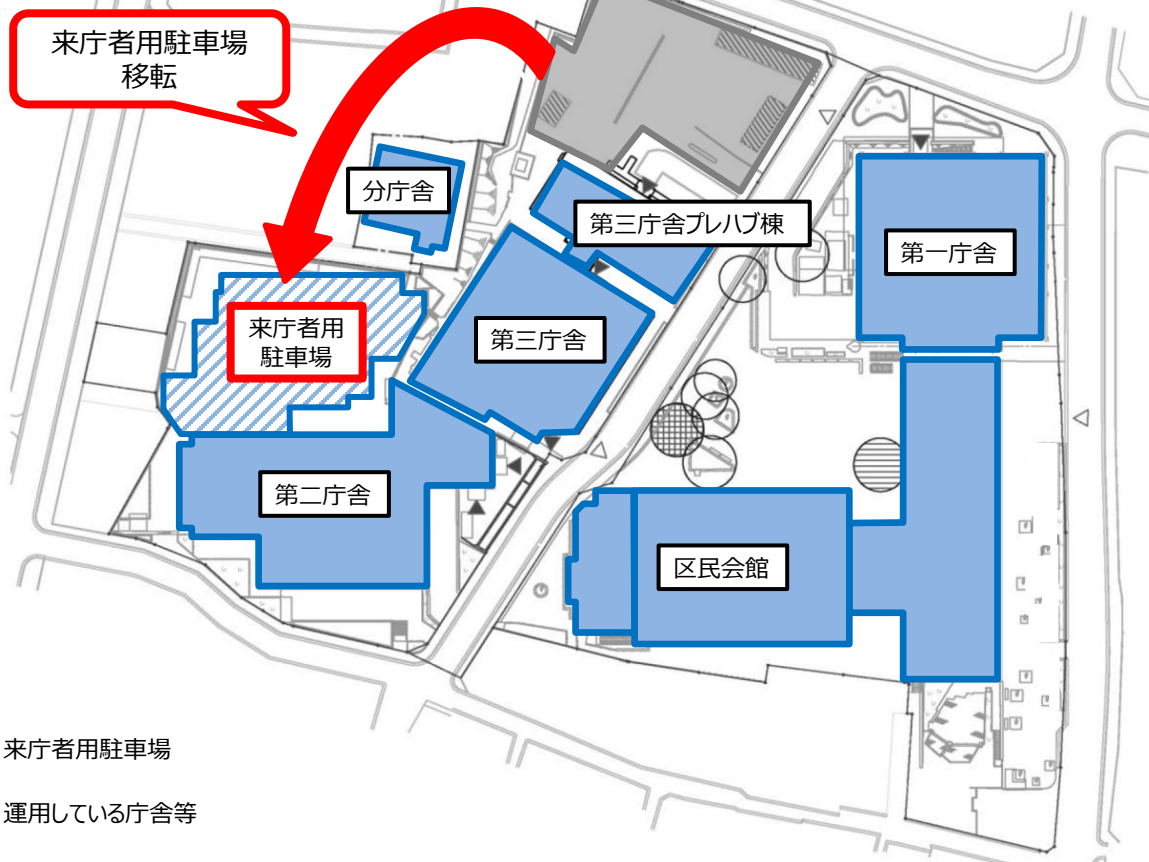 来庁者用駐車場
移転
分庁舎
第三庁舎プレハブ棟
第一庁舎
来庁者用
駐車場
第三庁舎
第二庁舎
区民会館
来庁者用駐車場
運用している庁舎等